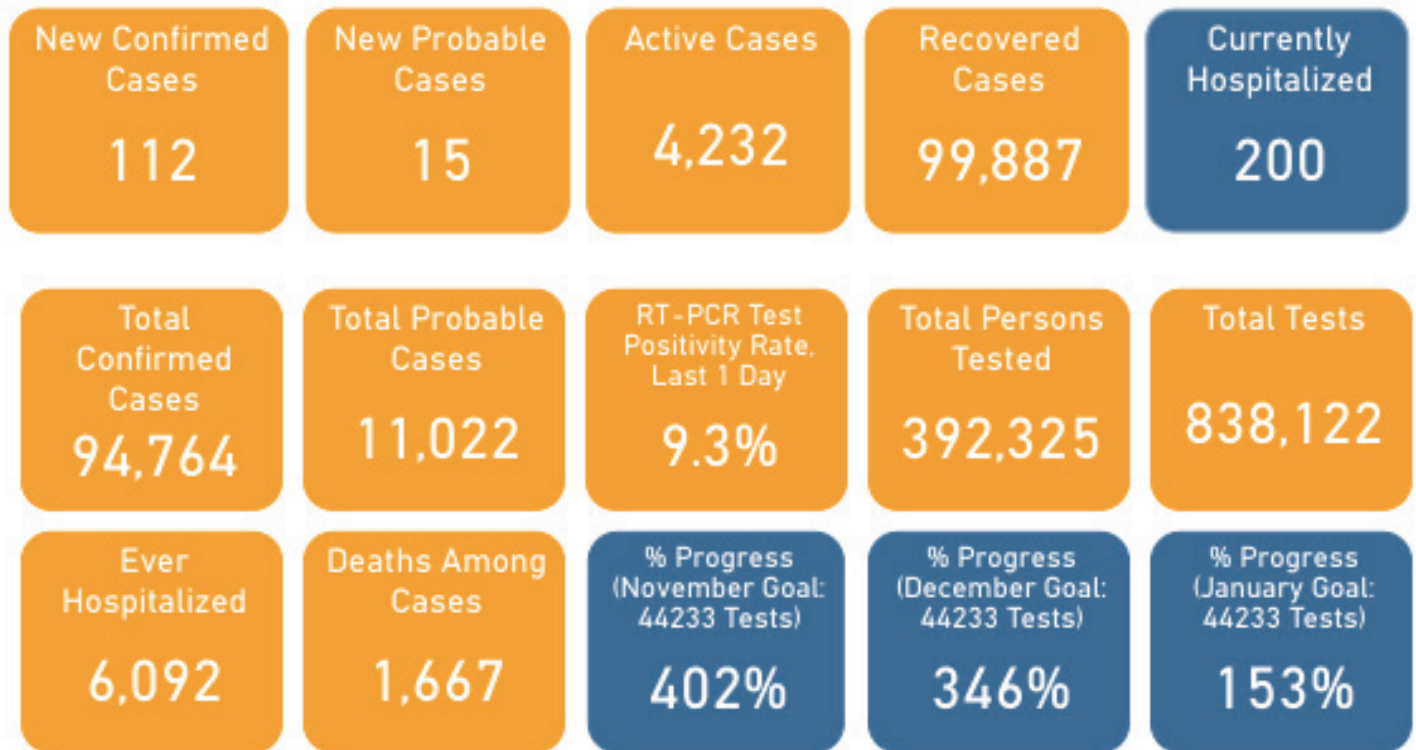 New Confirmed
Cases
112
New Probable
Cases
15
Active Cases
4,232
Recovered
Cases
99,887
Currently
Hospitalized
200
Total
Confirmed
Cases
94,764
Total Probable
Cases
11,022
RT-PCR Test
Positivity Rate,
Last 1 Day
9.3%
Total Persons
Tested
392,325
Total Tests
838,122
Ever
Hospitalized
6,092
Deaths Among
Cases
1,667
% Progress
(November Goal:
44233 Tests)
402%
% Progress
(December Goal:
44233 Tests)
346%
% Progress
(January Goal:
44233 Tests)
153%